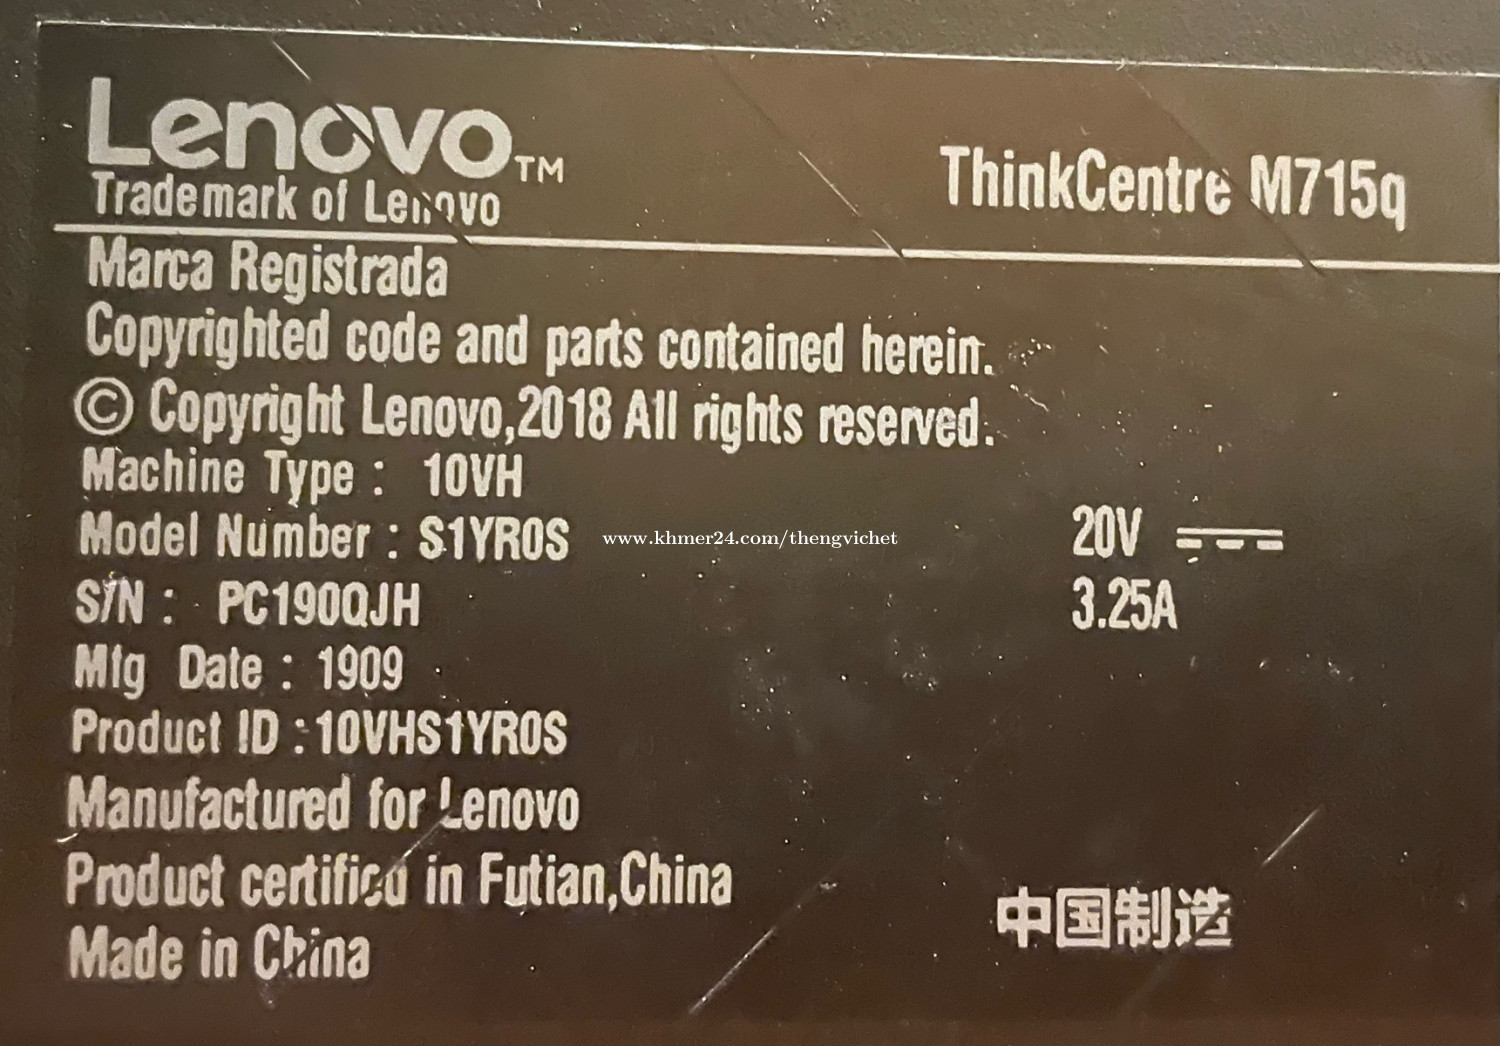 Lenovo TM
Trademark of Lenovo
ThinkCentre M715q
Marca Registrada
Copyrighted code and parts contained herein.
© Copyright Lenovo,2018 All rights reserved.
Machine Type : 10VH
Model Number : S1YR0S
www.khmer24.com/thengvichet
20V
S/N : PC190QJH
3.25A
Mfg Date : 1909
Product ID :10VHS1YR0S
Manufactured for Lenovo
Product certified in Futian,China
Made in China
中国制造